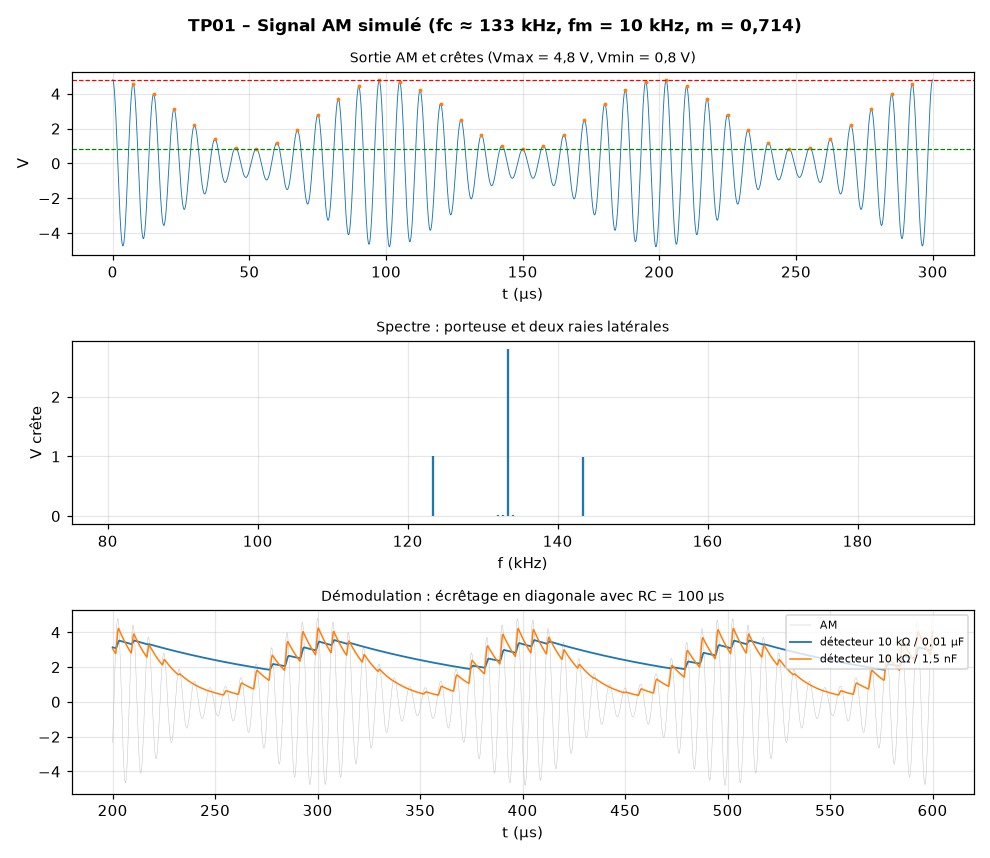 TP01 – Signal AM simulé (fc ≈ 133 kHz, fm = 10 kHz, m = 0,714)
Sortie AM et crêtes (Vmax = 4,8 V, Vmin = 0,8 V)
V
4
2
0
−2
−4
0 50 100 150 200 250 300
t (µs)
Spectre : porteuse et deux raies latérales
V crête
2
1
0
80 100 120 140 160 180
f (kHz)
Démodulation : écrêtage en diagonale avec RC = 100 µs
4
2
0
−2
−4
AM
détecteur 10 kΩ / 0,01 µF
détecteur 10 kΩ / 1,5 nF
200 250 300 350 400 450 500 550 600
t (µs)